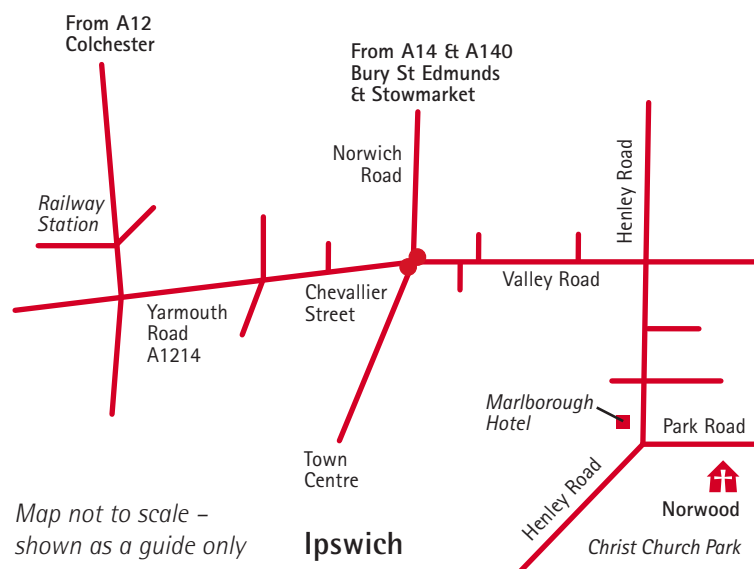 From A12
Colchester
From A14 & A140
Bury St Edmunds
& Stowmarket
Norwich
Road
Henley Road
Railway
Station
Valley Road
Chevallier
Street
Yarmouth
Road
A1214
Marlborough
Hotel
Park Road
Town
Centre
Henley Road
Norwood
Map not to scale –
shown as a guide only
Ipswich
Christ Church Park